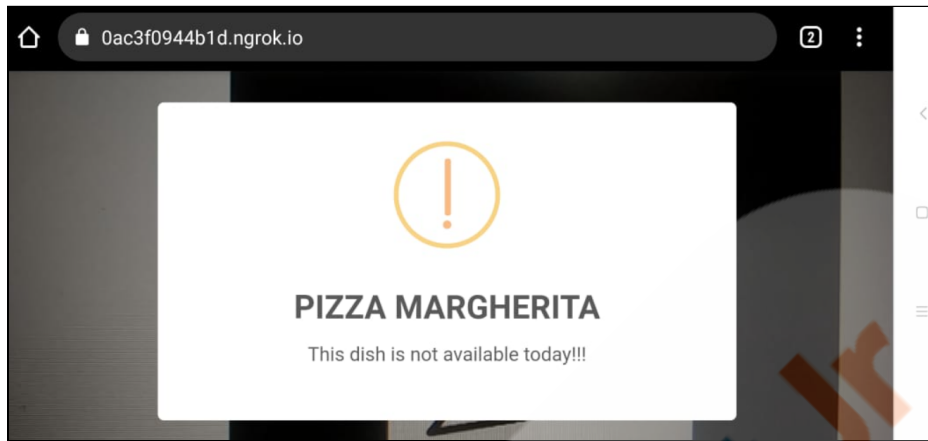 0ac3f0944b1d.ngrok.io
2
PIZZA MARGHERITA
This dish is not available today!!!